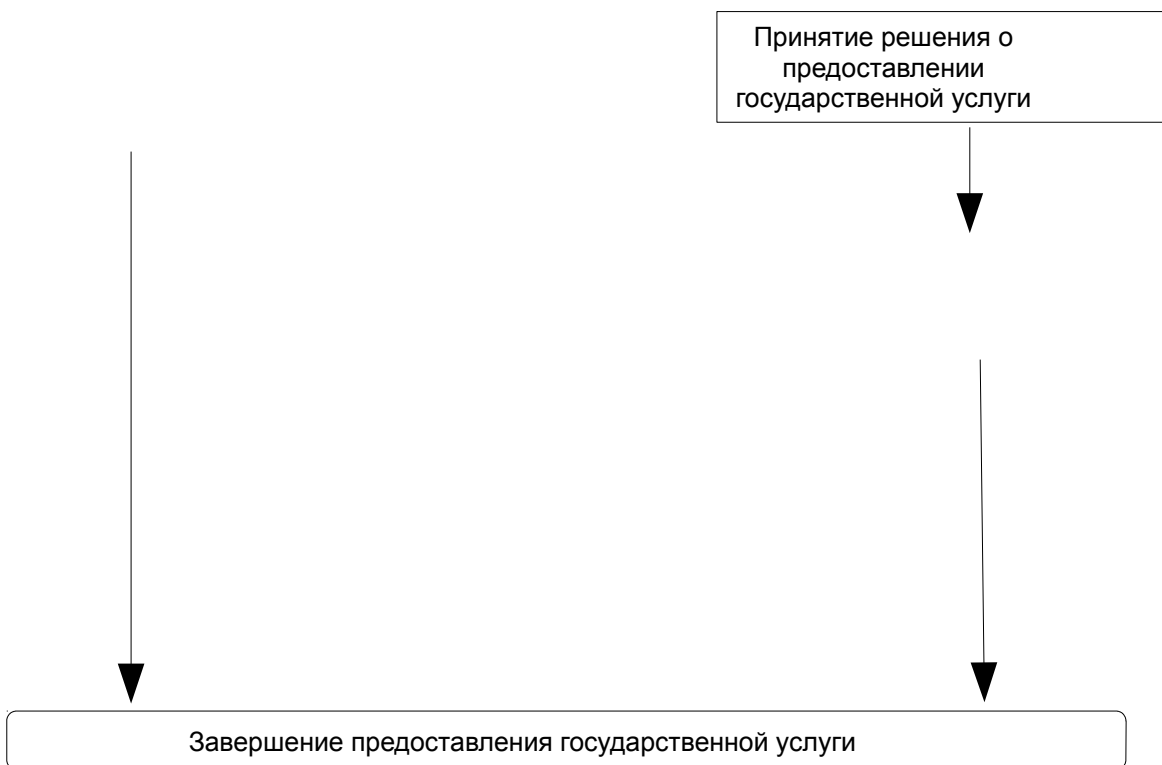 Принятие решения о
предоставлении
государственной услуги
Завершение предоставления государственной услуги